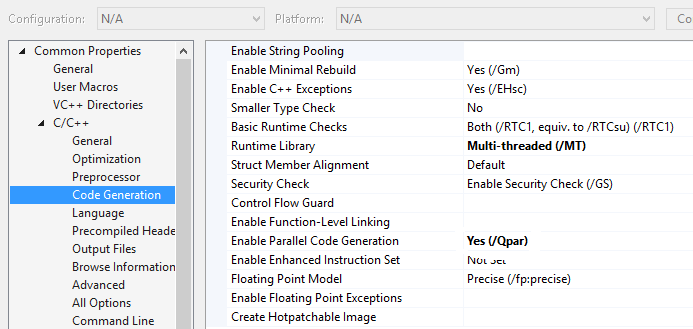 Configuration: N/A Platform: N/A Co
Common Properties
General
User Macros
VC++ Directories
C/C++
General
Optimization
Preprocessor
Code Generation
Language
Precompiled Heade
Output Files
Browse Information
Advanced
All Options
Command Line
Enable String Pooling
Enable Minimal Rebuild Yes (/Gm)
Enable C++ Exceptions Yes (/EHsc)
Smaller Type Check No
Basic Runtime Checks Both (/RTC1, equiv. to /RTCsu) (/RTC1)
Runtime Library Multi-threaded (/MT)
Struct Member Alignment Default
Security Check Enable Security Check (/GS)
Control Flow Guard
Enable Function-Level Linking
Enable Parallel Code Generation Yes (/Qpar)
Enable Enhanced Instruction Set Not Set
Floating Point Model Precise (/fp:precise)
Enable Floating Point Exceptions
Create Hotpatchable Image